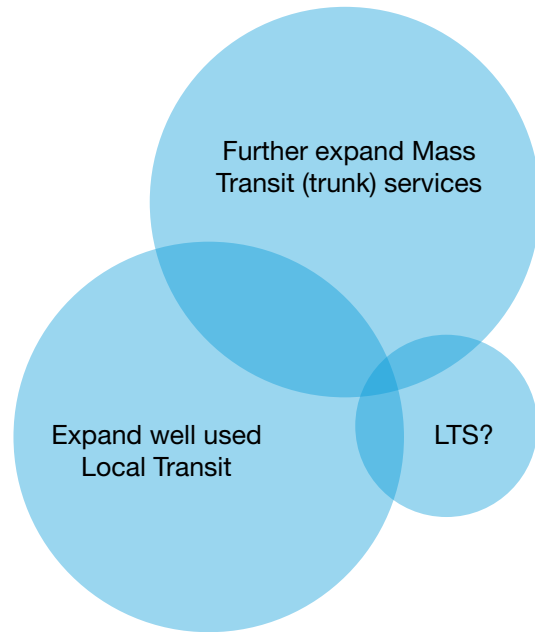 Further expand Mass
Transit (trunk) services
Expand well used
Local Transit
LTS?